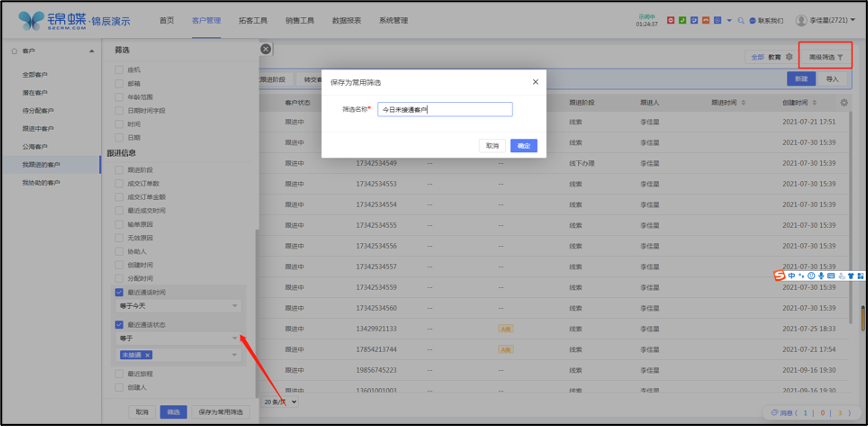 锦蝶·锦辰演示
52CRM.COM
首页
客户管理
拓客工具
销售工具
数据报表
系统管理
01:24:37
联系我们
李佳星(2721)
客户
全部客户
潜在客户
待分配客户
跟进中客户
公海客户
我跟进的客户
我协助的客户
筛选
座机
邮箱
年龄范围
日期时间字段
时间
日期
跟进信息
跟进阶段
成交订单数
成交订单金额
最近成交时间
输单原因
无效原因
协助人
创建时间
分配时间
最近通话时间
等于今天
最近通话状态
等于
未接通 ×
最近旅程
创建人
取消
筛选
保存为常用筛选
保存为常用筛选
筛选名称*
今日未接通客户
取消
确定
全部
教育
高级筛选
跟进阶段
新建
导入
客户状态
跟进阶段
跟进人
跟进时间
创建时间
跟进中
线索
李佳星
2021-07-21 17:51
跟进中
线索
李佳星
2021-07-30 15:39
跟进中
17342534549
--
--
线下办理
李佳星
2021-07-30 15:39
跟进中
17342534553
--
--
线索
李佳星
2021-07-30 15:39
跟进中
17342534554
--
--
线索
李佳星
2021-07-30 15:39
跟进中
17342534555
--
--
线索
李佳星
2021-07-30 15:39
跟进中
17342534556
--
--
线索
李佳星
2021-07-30 15:39
跟进中
17342534557
--
--
线索
李佳星
2021-07-30 15:39
跟进中
17342534559
--
--
线索
李佳星
2021-07-30 15:39
跟进中
17342534560
--
--
线索
李佳星
2021-07-30 15:39
跟进中
13429921133
--
线索
李佳星
2021-07-25 18:33
跟进中
17854213744
--
线索
李佳星
2021-07-21 17:54
跟进中
19856745223
--
--
线索
李佳星
2021-09-16 19:30
跟进中
13601001003
--
--
线索
李佳星
2021-09-16 19:30
20 条/页
中
消息 ( 1 | 0 | 3 )